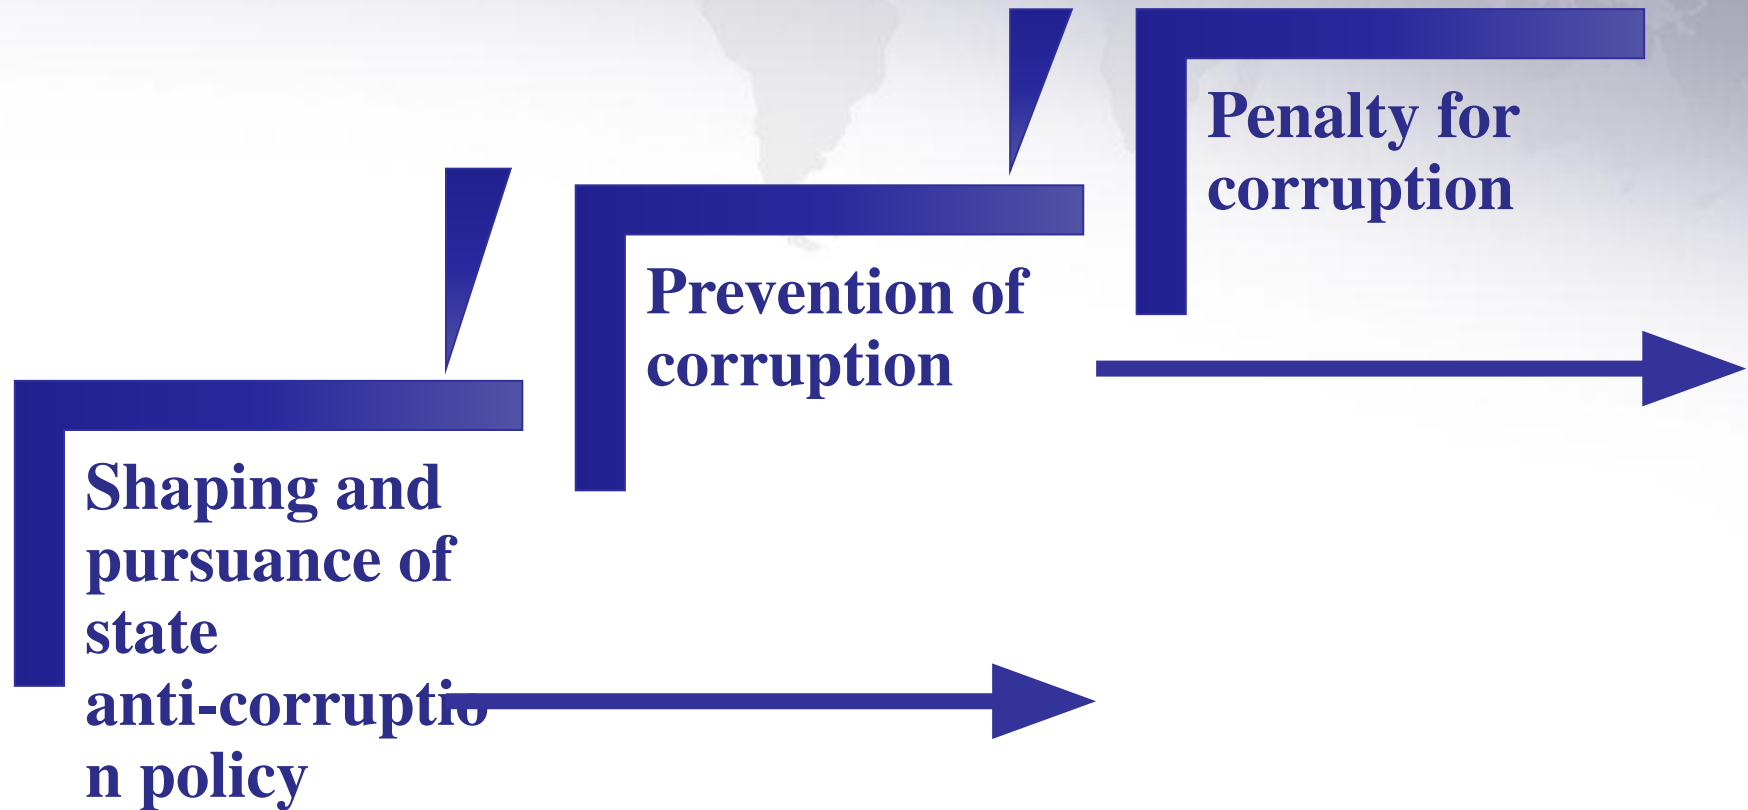 Penalty for
corruption
Prevention of
corruption
Shaping and
pursuance of
state
anti-corruptio
n policy